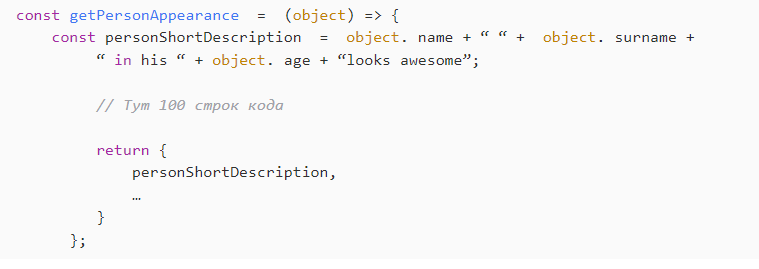 const getPersonAppearance = (object) => {
const personShortDescription = object. name + “ “ + object. surname +
“ in his “ + object. age + “looks awesome”;
// Тут 100 строк кода
return {
personShortDescription,
…
}
};